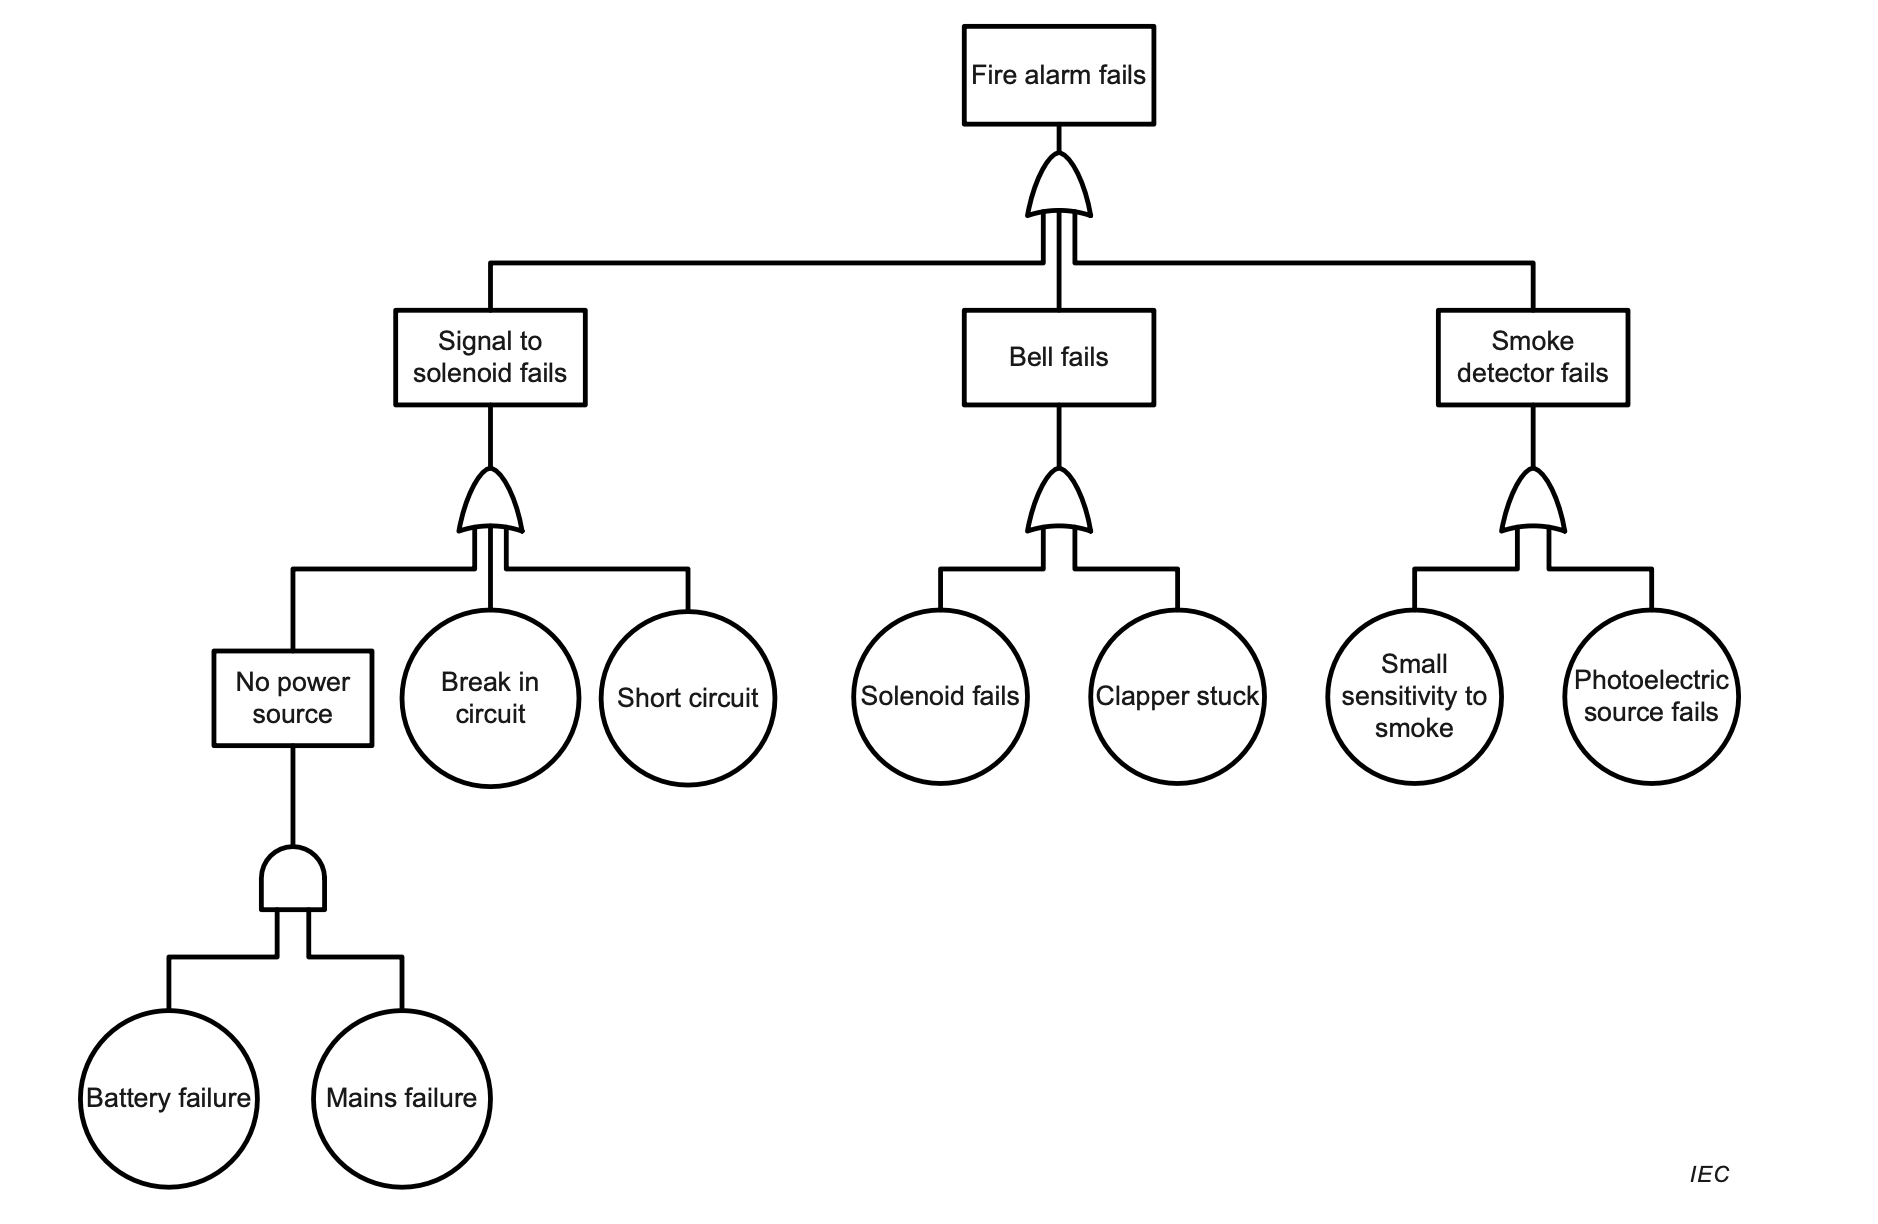 Fire alarm fails
Signal to
solenoid fails
Bell fails
Smoke
detector fails
No power
source
Break in
circuit
Short circuit
Solenoid fails
Clapper stuck
Small
sensitivity to
smoke
Photoelectric
source fails
Battery failure
Mains failure
IEC